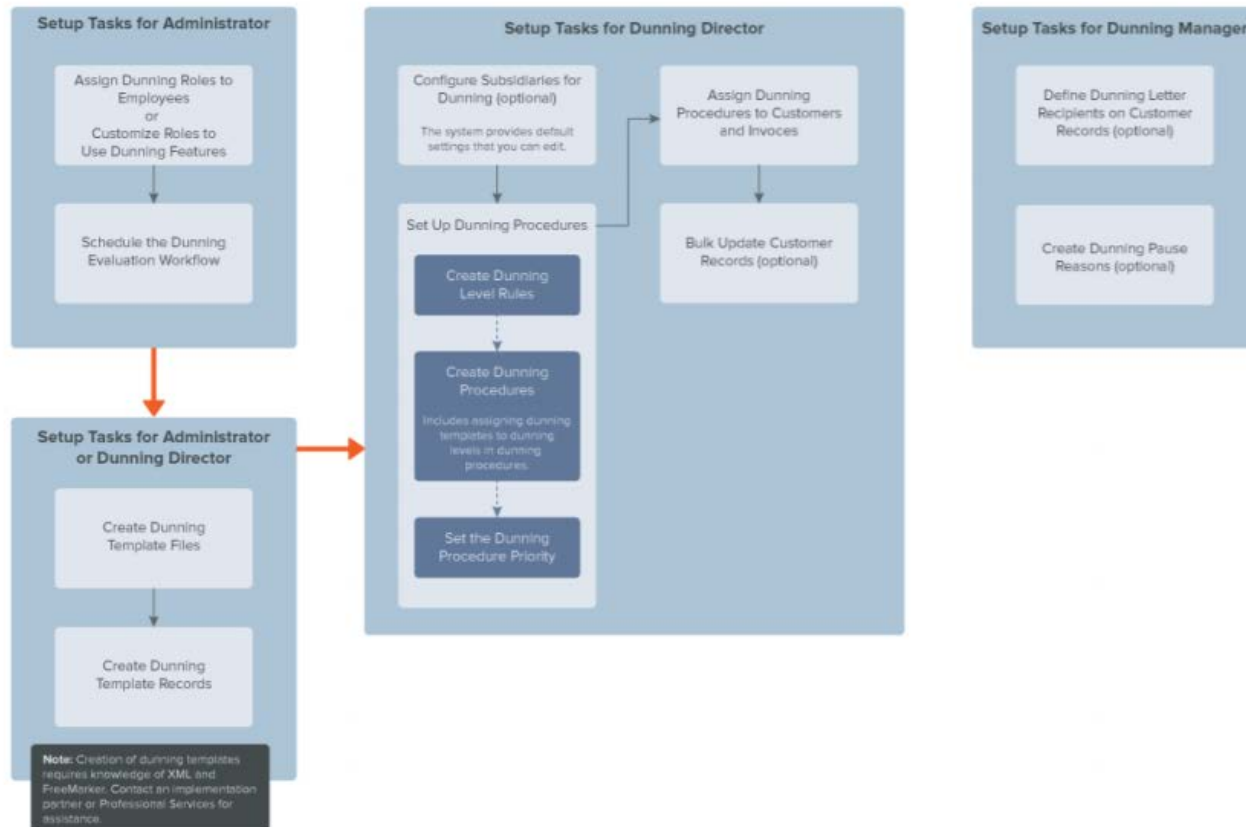 Setup Tasks for Administrator
Assign Dunning Roles to
Employees
or
Customize Roles to
Use Dunning Features
Schedule the Dunning
Evaluation Workflow
Setup Tasks for Administrator
or Dunning Director
Create Dunning
Template Files
Create Dunning
Template Records
Note: Creation of dunning templates
requires knowledge of XML and
FreeMarker. Contact an implementation
partner or Professional Services for
assistance.
Setup Tasks for Dunning Director
Configure Subsidiaries for
Dunning (optional)
The system provides default
settings that you can edit.
Set Up Dunning Procedures
Create Dunning
Level Rules
Create Dunning
Procedures
Includes assigning dunning
templates to dunning
levels in dunning
procedures.
Set the Dunning
Procedure Priority
Assign Dunning
Procedures to Customers
and Invoces
Bulk Update Customer
Records (optional)
Setup Tasks for Dunning Manager
Define Dunning Letter
Recipients on Customer
Records (optional)
Create Dunning Pause
Reasons (optional)